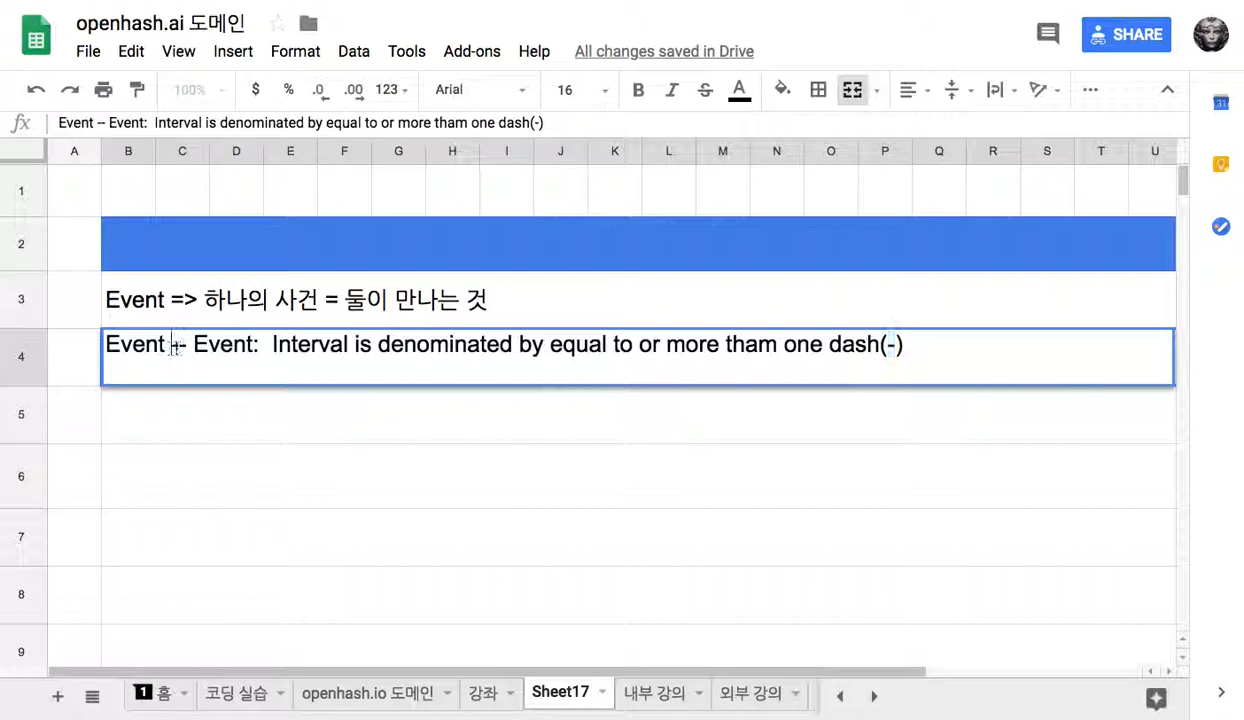 openhash.ai 도메인
File Edit View Insert Format Data Tools Add-ons Help All changes saved in Drive
SHARE
100% $ % .0 .00 123 Arial 16 B I S A
fx Event -- Event:  Interval is denominated by equal to or more tham one dash(-)
A B C D E F G H I J K L M N O P Q R S T U
1
2
3 Event => 하나의 사건 = 둘이 만나는 것
4 Event -- Event:  Interval is denominated by equal to or more tham one dash(-)
5
6
7
8
9
1 홈 코딩 실습 openhash.io 도메인 강좌 Sheet17 내부 강의 외부 강의
31